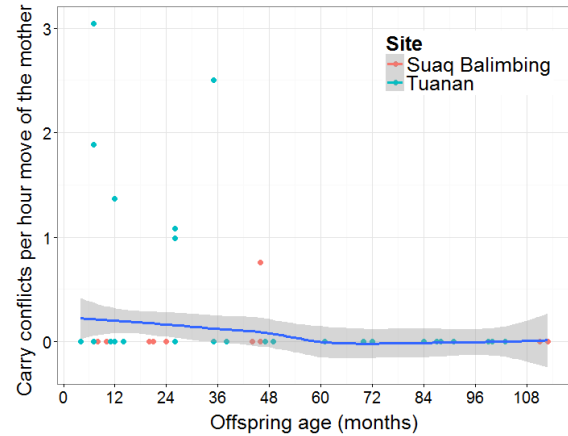 Carry conflicts per hour move of the mother
3
2
1
0
Site
Suaq Balimbing
Tuanan
0 12 24 36 48 60 72 84 96 108
Offspring age (months)